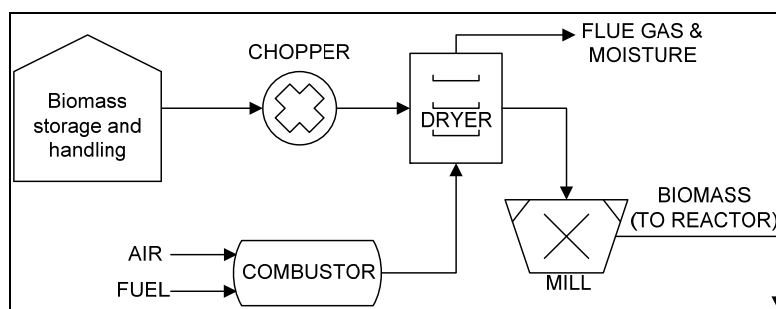 CHOPPER
FLUE GAS &
MOISTURE
Biomass
storage and
handling
DRYER
BIOMASS
(TO REACTOR)
AIR
FUEL
COMBUSTOR
MILL